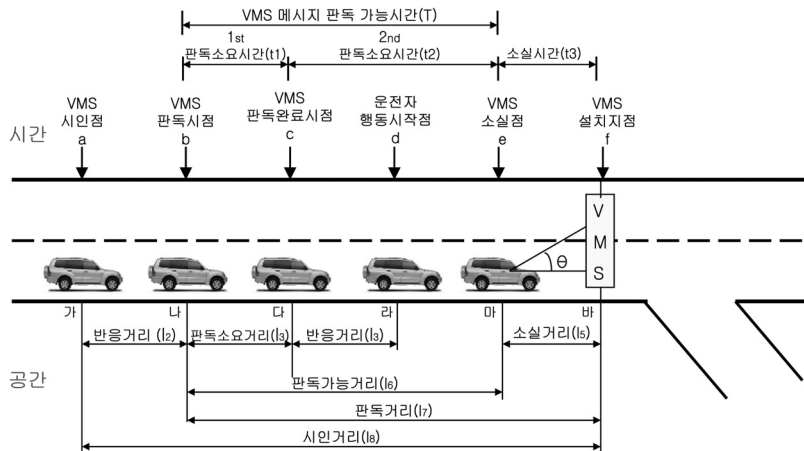 VMS 메시지 판독 가능시간(T)
1st
판독소요시간(t1)
2nd
판독소요시간(t2)
소실시간(t3)
시간
VMS
시인점
a
VMS
판독시점
b
VMS
판독완료시점
c
운전자
행동시작점
d
VMS
소실점
e
VMS
설치지점
f
V
M
S
θ
가
나
다
라
마
바
공간
반응거리 (l2)
판독소요거리(l3)
반응거리(l3)
소실거리(l5)
판독가능거리(l6)
판독거리(l7)
시인거리(l8)